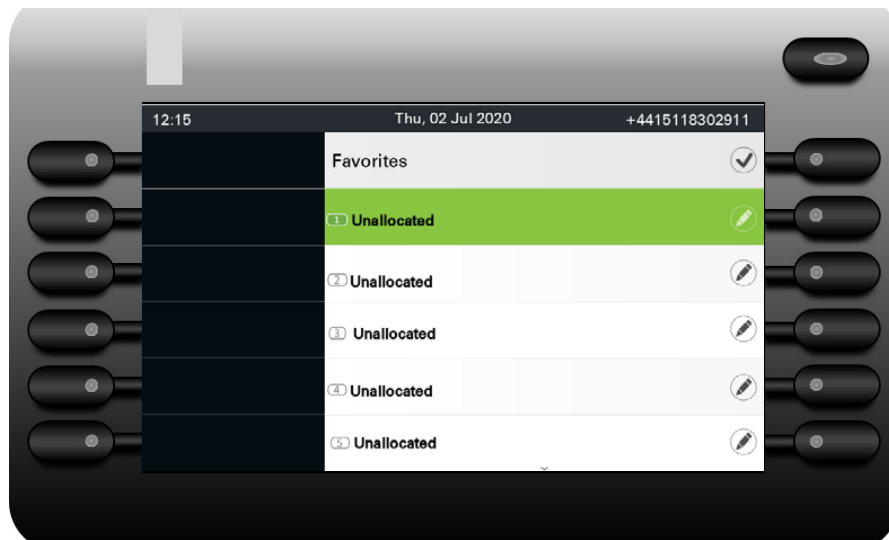 12:15 Thu, 02 Jul 2020 +4415118302911
Favorites
1 Unallocated
2 Unallocated
3 Unallocated
4 Unallocated
5 Unallocated